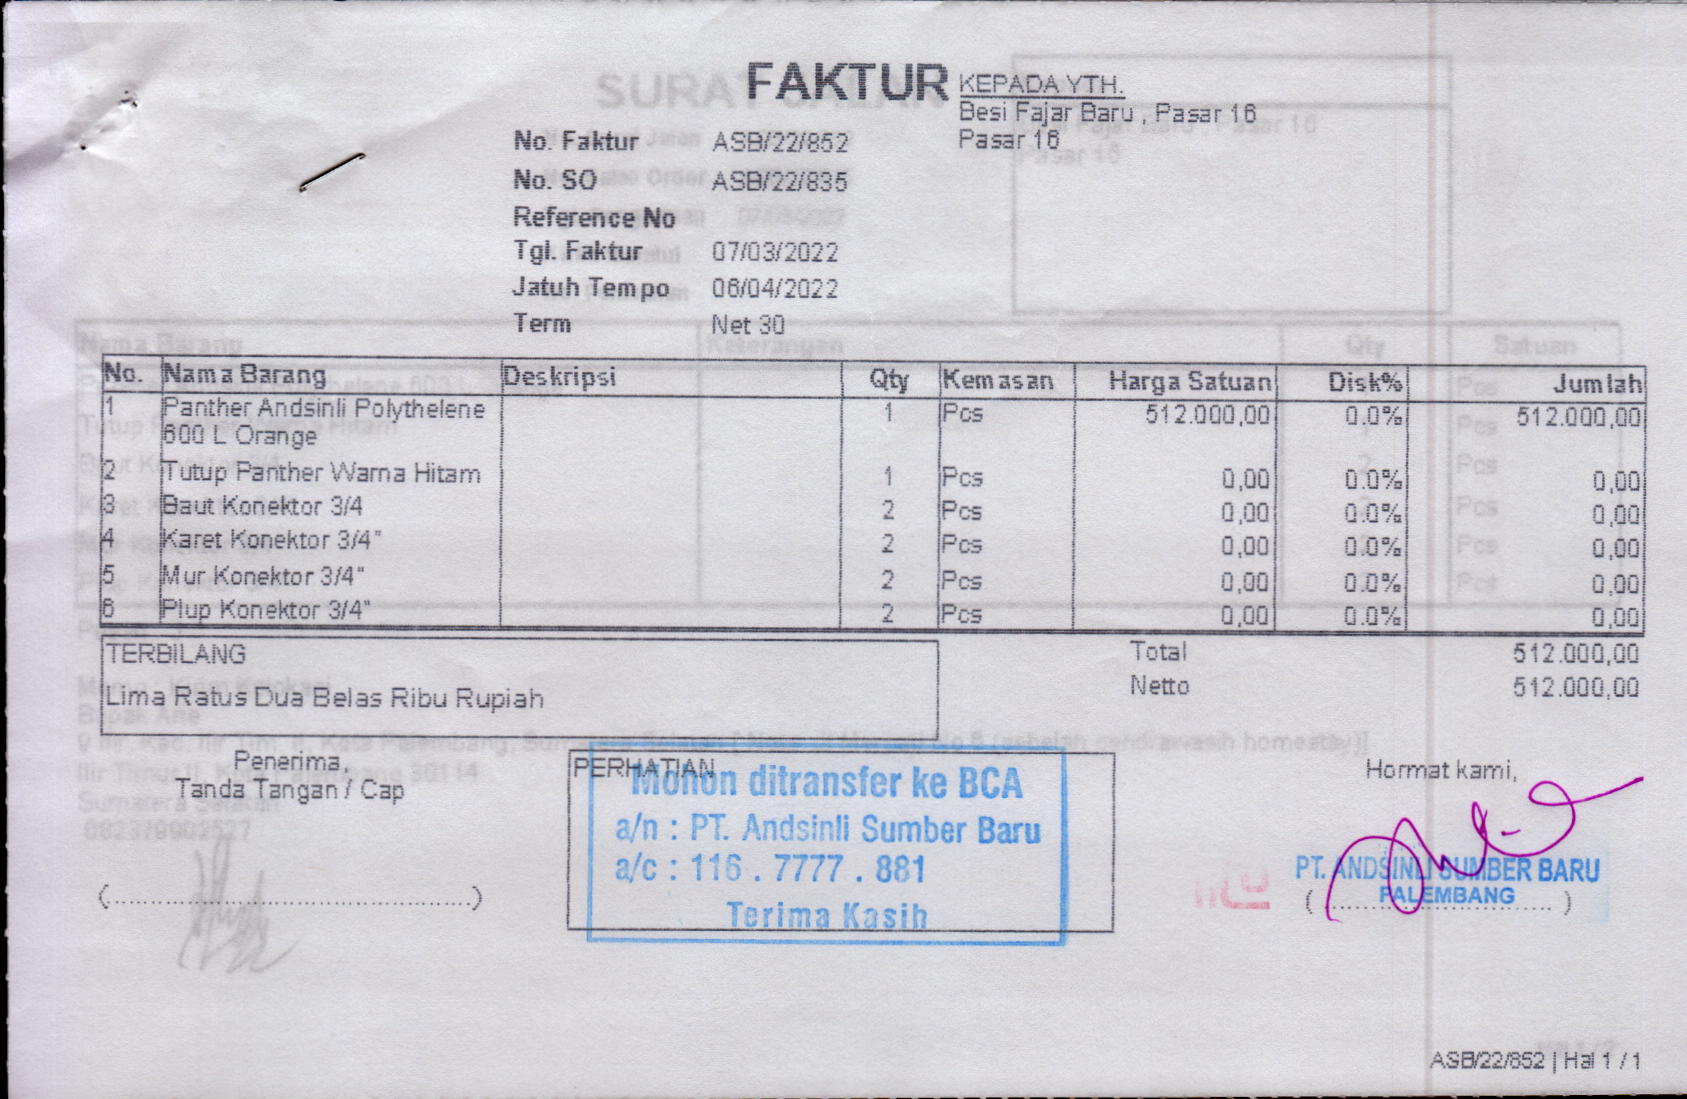 FAKTUR
KEPADA YTH.
Besi Fajar Baru , Pasar 16
Pasar 16
No. Faktur ASB/22/852
No. SO ASB/22/835
Reference No
Tgl. Faktur 07/03/2022
Jatuh Tempo 06/04/2022
Term Net 30
No. Nama Barang Deskripsi Qty Kemasan Harga Satuan Disk% Jumlah
1 Panther Andsinli Polythelene 1 Pcs 512.000,00 0.0% 512.000,00
600 L Orange
2 Tutup Panther Warna Hitam 1 Pcs 0,00 0.0% 0,00
3 Baut Konektor 3/4 2 Pcs 0,00 0.0% 0,00
4 Karet Konektor 3/4" 2 Pcs 0,00 0.0% 0,00
5 Mur Konektor 3/4" 2 Pcs 0,00 0.0% 0,00
6 Plup Konektor 3/4" 2 Pcs 0,00 0.0% 0,00
TERBILANG
Lima Ratus Dua Belas Ribu Rupiah
Total 512.000,00
Netto 512.000,00
Penerima,
Tanda Tangan / Cap
(..................................................)
PERHATIAN
Mohon ditransfer ke BCA
a/n : PT. Andsinli Sumber Baru
a/c : 116 . 7777 . 881
Terima Kasih
Hormat kami,
PT. ANDSINLI SUMBER BARU
PALEMBANG
( ................................ )
ASB/22/852 | Hal 1 / 1